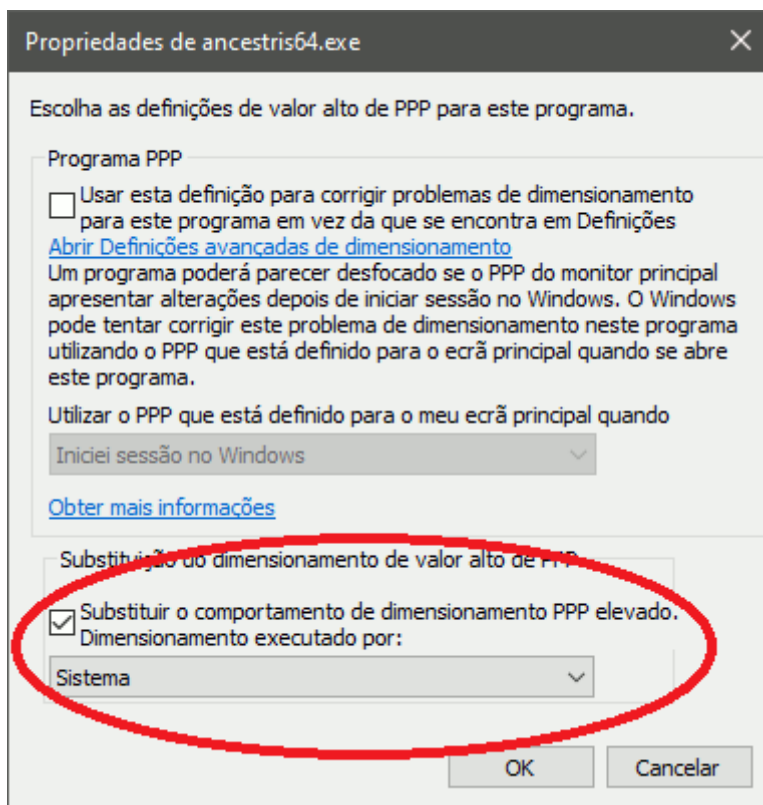 Propriedades de ancestris64.exe
Escolha as definições de valor alto de PPP para este programa.
Programa PPP
Usar esta definição para corrigir problemas de dimensionamento
para este programa em vez da que se encontra em Definições
Abrir Definições avançadas de dimensionamento
Um programa poderá parecer desfocado se o PPP do monitor principal
apresentar alterações depois de iniciar sessão no Windows. O Windows
pode tentar corrigir este problema de dimensionamento neste programa
utilizando o PPP que está definido para o ecrã principal quando se abre
este programa.
Utilizar o PPP que está definido para o meu ecrã principal quando
Iniciei sessão no Windows
Obter mais informações
Substituição do dimensionamento de valor alto de PPP
Substituir o comportamento de dimensionamento PPP elevado.
Dimensionamento executado por:
Sistema
OK
Cancelar